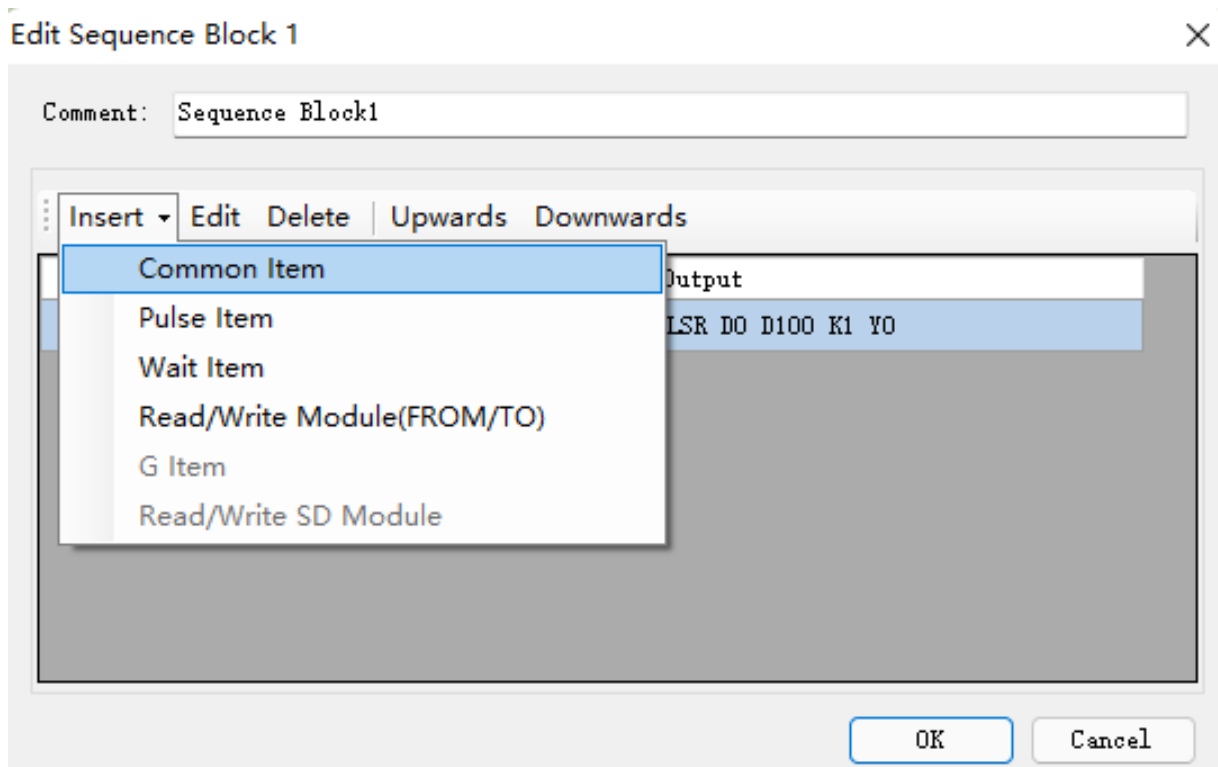 Edit Sequence Block 1
Comment: Sequence Block1
Insert Edit Delete Upwards Downwards
Common Item
Pulse Item
Wait Item
Read/Write Module(FROM/TO)
G Item
Read/Write SD Module
LSR D0 D100 K1 Y0
OK Cancel